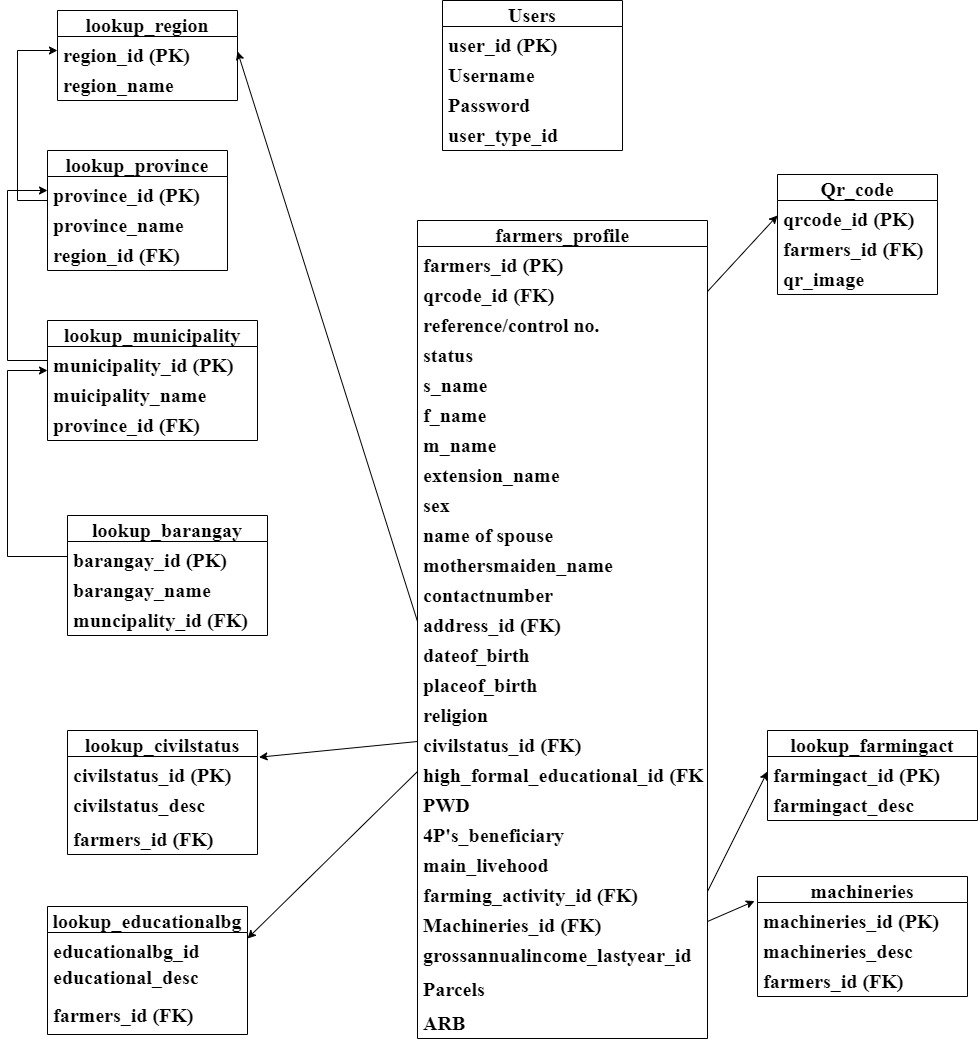 lookup_region
region_id (PK)
region_name
Users
user_id (PK)
Username
Password
user_type_id
lookup_province
province_id (PK)
province_name
region_id (FK)
Qr_code
qrcode_id (PK)
farmers_id (FK)
qr_image
lookup_municipality
municipality_id (PK)
muicipality_name
province_id (FK)
lookup_barangay
barangay_id (PK)
barangay_name
muncipality_id (FK)
lookup_civilstatus
civilstatus_id (PK)
civilstatus_desc
farmers_id (FK)
lookup_educationalbg
educationalbg_id
educational_desc
farmers_id (FK)
farmers_profile
farmers_id (PK)
qrcode_id (FK)
reference/control no.
status
s_name
f_name
m_name
extension_name
sex
name of spouse
mothersmaiden_name
contactnumber
address_id (FK)
dateof_birth
placeof_birth
religion
civilstatus_id (FK)
high_formal_educational_id (FK
PWD
4P's_beneficiary
main_livehood
farming_activity_id (FK)
Machineries_id (FK)
grossannualincome_lastyear_id
Parcels
ARB
lookup_farmingact
farmingact_id (PK)
farmingact_desc
machineries
machineries_id (PK)
machineries_desc
farmers_id (FK)